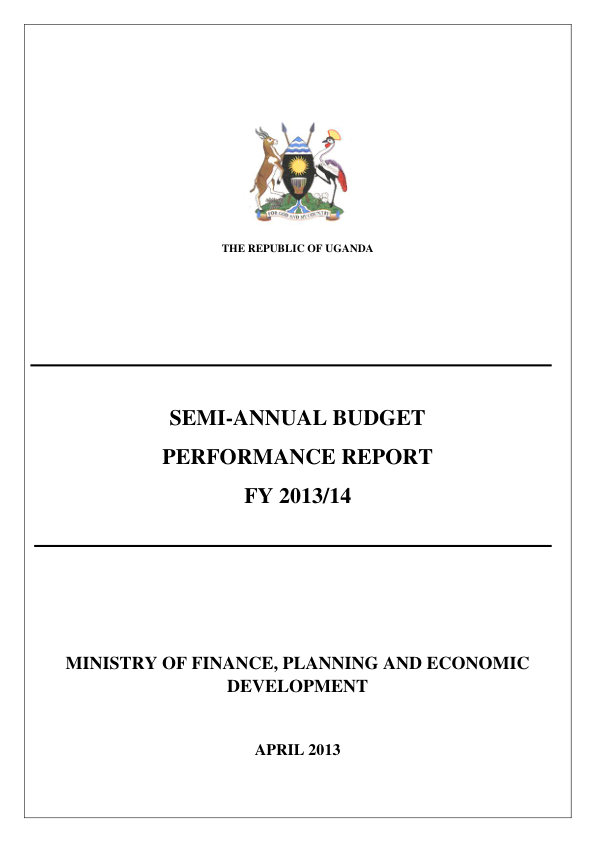 FOR GOD AND MY COUNTRY
THE REPUBLIC OF UGANDA
SEMI-ANNUAL BUDGET
PERFORMANCE REPORT
FY 2013/14
MINISTRY OF FINANCE, PLANNING AND ECONOMIC
DEVELOPMENT
APRIL 2013